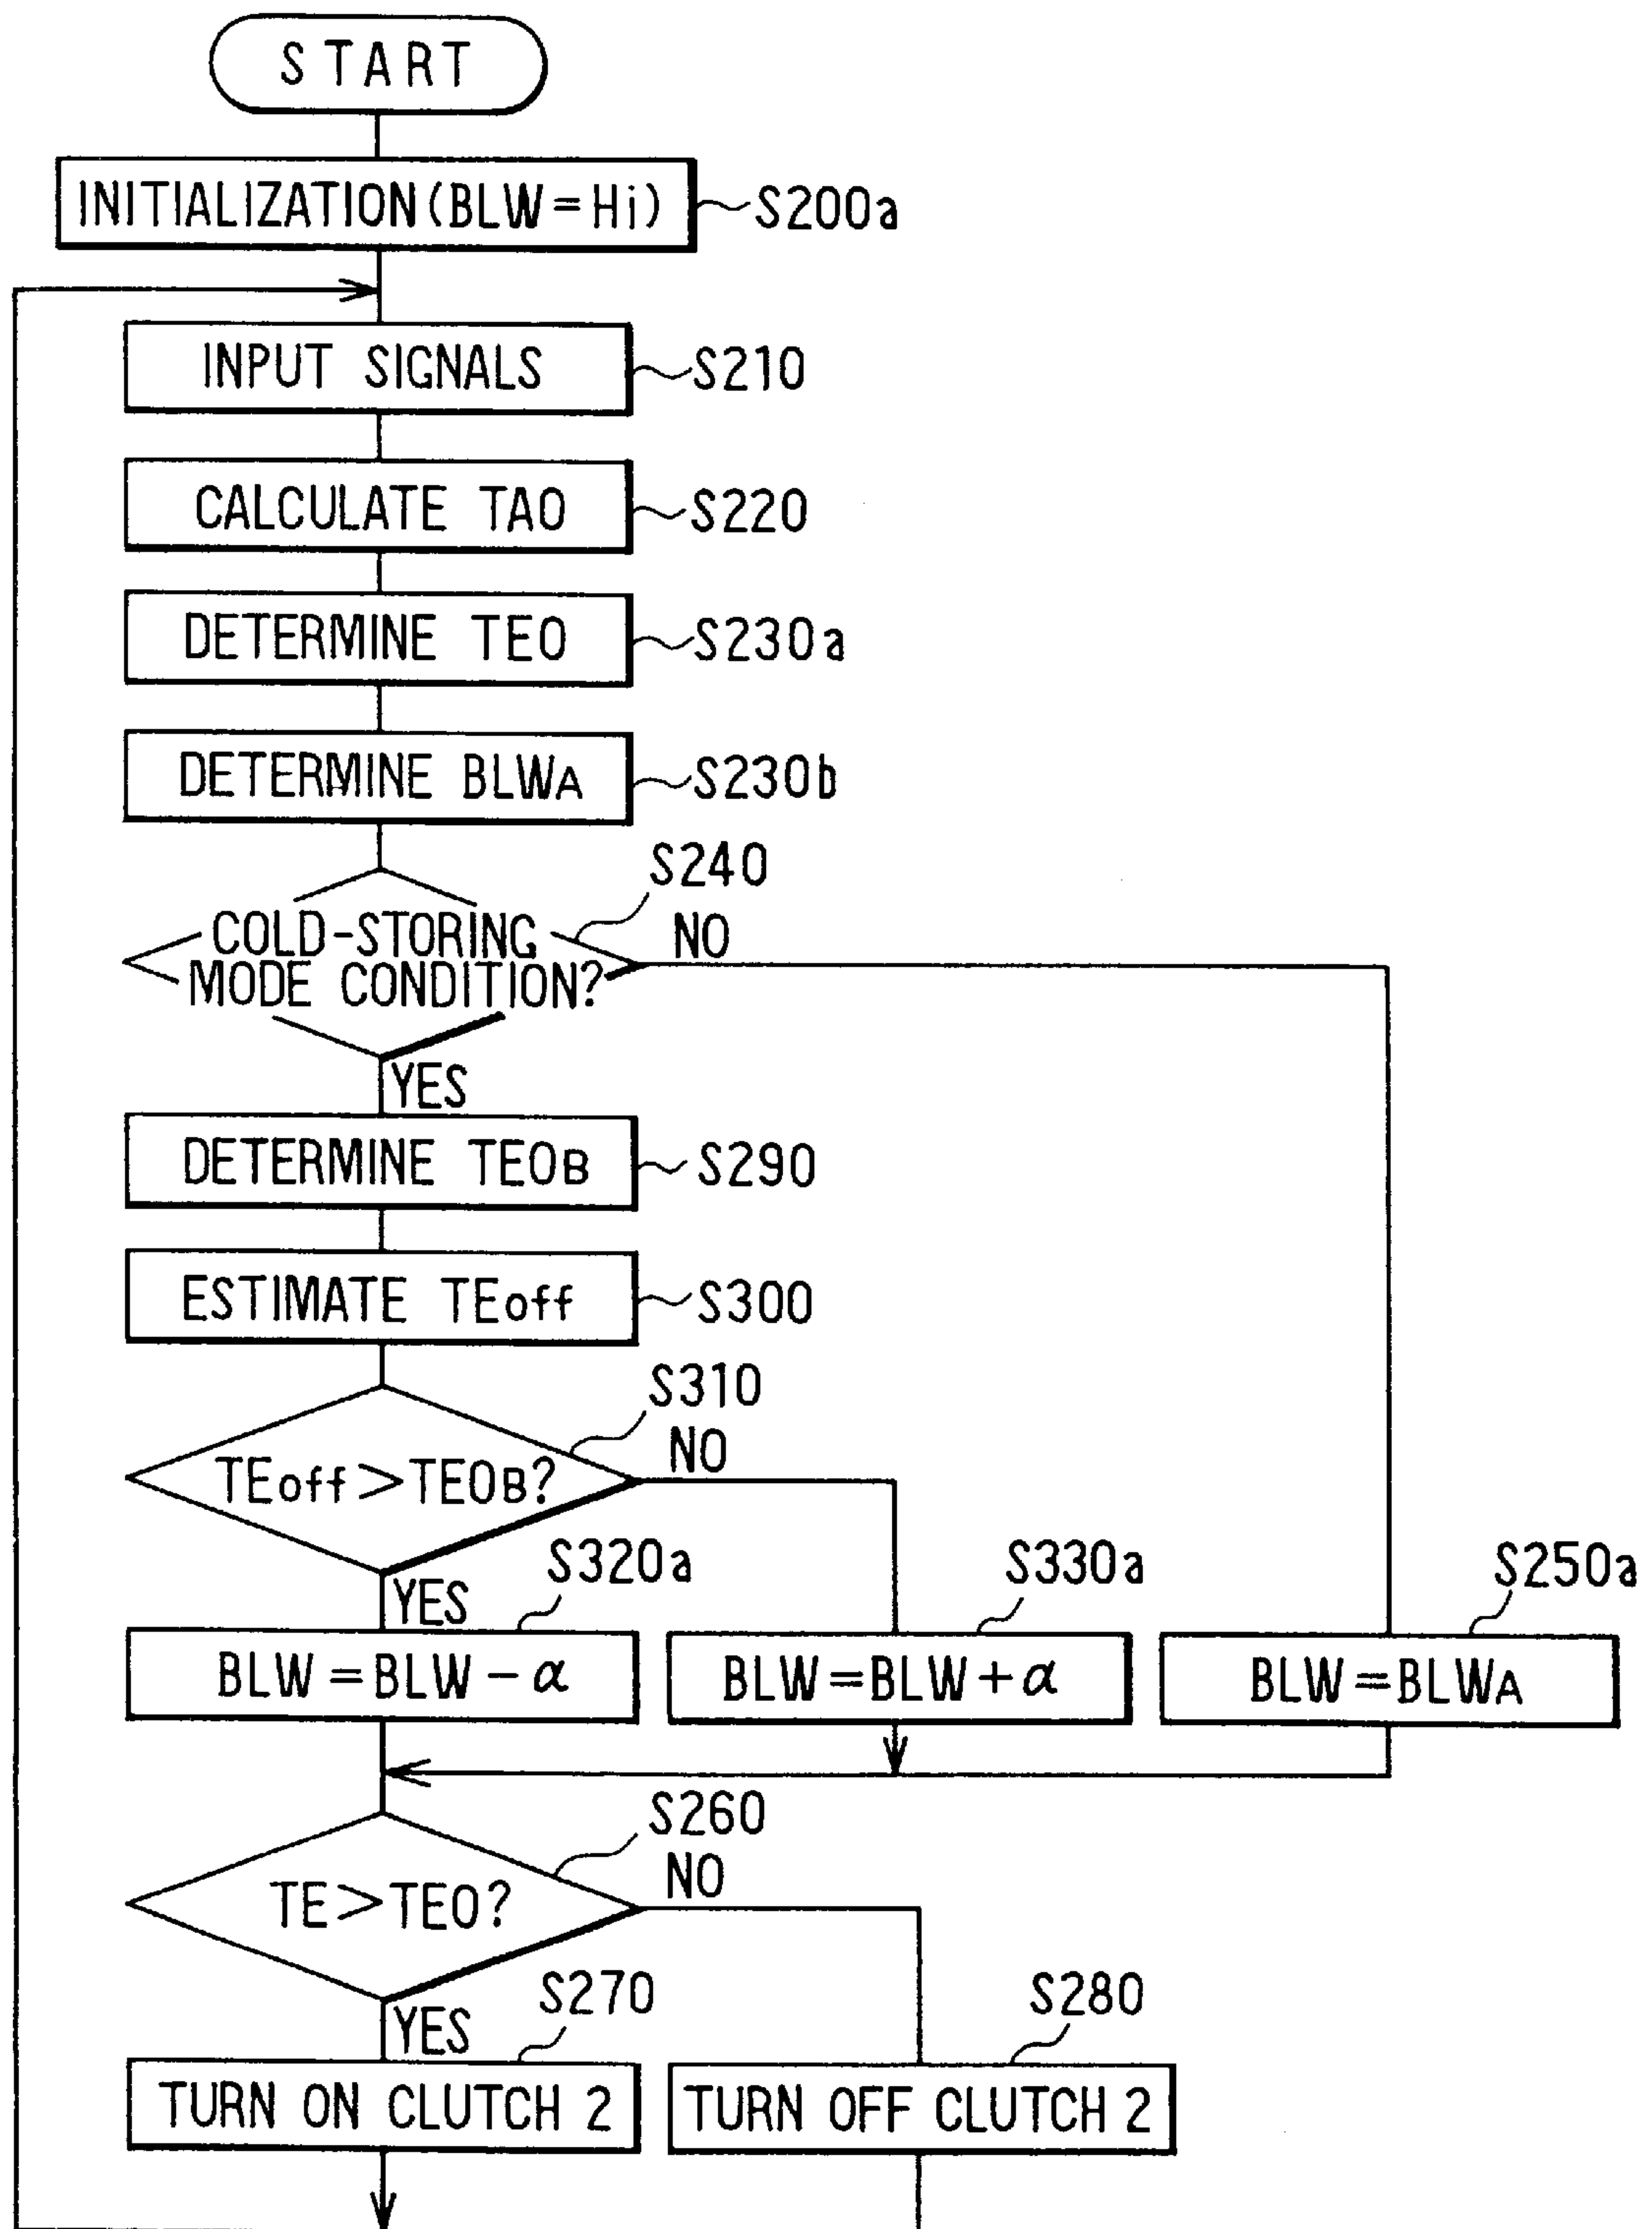 START
INITIALIZATION (BLW = Hi)
S200a
INPUT SIGNALS
S210
CALCULATE TAO
S220
DETERMINE TEO
S230a
DETERMINE BLWA
S230b
S240
COLD-STORING
MODE CONDITION?
NO
YES
DETERMINE TEOB
S290
ESTIMATE TEoff
S300
S310
TEoff > TEOB?
NO
YES
S320a
S330a
S250a
BLW = BLW - α
BLW = BLW + α
BLW = BLWA
S260
TE > TEO?
NO
YES
S270
S280
TURN ON CLUTCH 2
TURN OFF CLUTCH 2